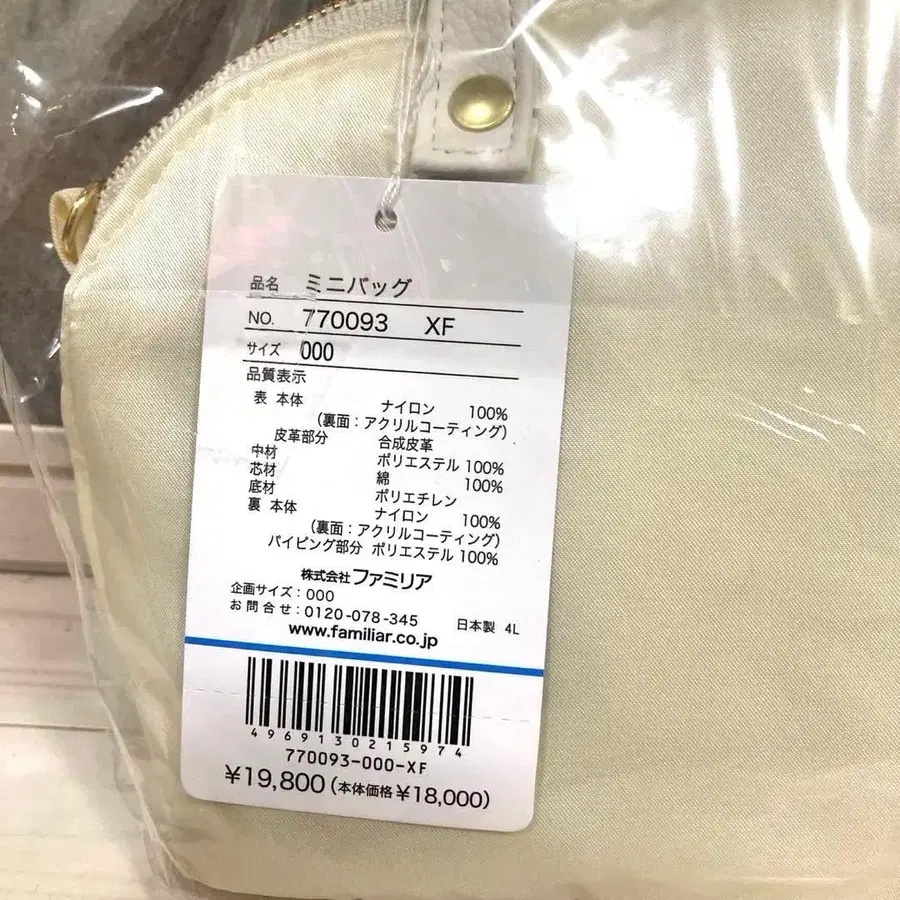 品名 ミニバッグ
NO. 770093 XF
サイズ 000
品質表示
表 本体 ナイロン 100%
(裏面:アクリルコーティング)
皮革部分 合成皮革
中材 ポリエステル 100%
芯材 綿 100%
底材 ポリエチレン
裏 本体 ナイロン 100%
(裏面:アクリルコーティング)
パイピング部分 ポリエステル 100%
株式会社 ファミリア
企画サイズ:000
お問合せ:0120-078-345 日本製 4L
www.familiar.co.jp
4969130215974
770093-000-XF
¥19,800(本体価格¥18,000)